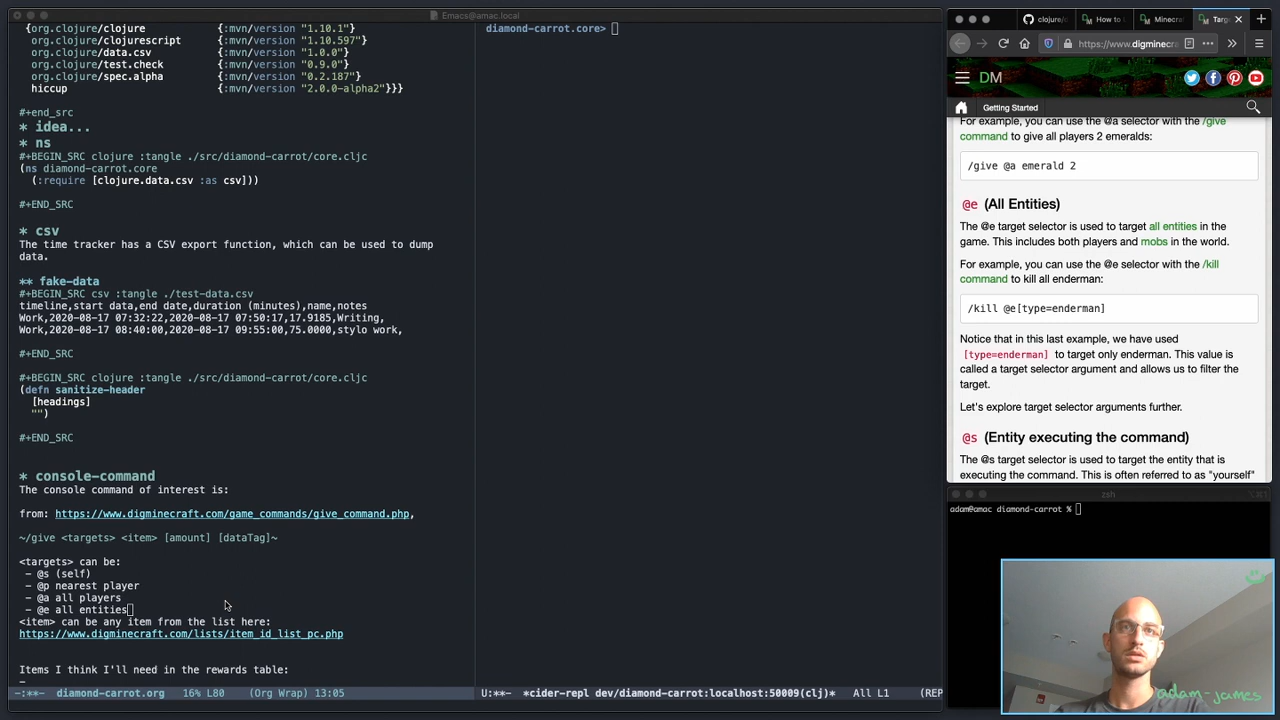 Emacs@amac.local
{org.clojure/clojure {:mvn/version "1.10.1"}
org.clojure/clojurescript {:mvn/version "1.10.597"}
org.clojure/data.csv {:mvn/version "1.0.0"}
org.clojure/test.check {:mvn/version "0.9.0"}
org.clojure/spec.alpha {:mvn/version "0.2.187"}
hiccup {:mvn/version "2.0.0-alpha2"}}}
#+end_src
* idea...
* ns
#+BEGIN_SRC clojure :tangle ./src/diamond-carrot/core.cljc
(ns diamond-carrot.core
(:require [clojure.data.csv :as csv]))
#+END_SRC
* csv
The time tracker has a CSV export function, which can be used to dump
data.
** fake-data
#+BEGIN_SRC csv :tangle ./test-data.csv
timeline,start data,end date,duration (minutes),name,notes
Work,2020-08-17 07:32:22,2020-08-17 07:50:17,17.9185,Writing,
Work,2020-08-17 08:40:00,2020-08-17 09:55:00,75.0000,stylo work,
#+END_SRC
#+BEGIN_SRC clojure :tangle ./src/diamond-carrot/core.cljc
(defn sanitize-header
[headings]
"")
#+END_SRC
* console-command
The console command of interest is:
from: https://www.digminecraft.com/game_commands/give_command.php,
~/give <targets> <item> [amount] [dataTag]~
<targets> can be:
- @s (self)
- @p nearest player
- @a all players
- @e all entities
<item> can be any item from the list here:
https://www.digminecraft.com/lists/item_id_list_pc.php
Items I think I'll need in the rewards table:
-
-:**- diamond-carrot.org 16% L80 (Org Wrap) 13:05
diamond-carrot.core>
U:**- *cider-repl dev/diamond-carrot:localhost:50009(clj)* All L1 (REP
clojure/c How to Minecra Targ
https://www.digminecra
DM
Getting Started
For example, you can use the @a selector with the /give
command to give all players 2 emeralds:
/give @a emerald 2
@e (All Entities)
The @e target selector is used to target all entities in the
game. This includes both players and mobs in the world.
For example, you can use the @e selector with the /kill
command to kill all enderman:
/kill @e[type=enderman]
Notice that in this last example, we have used
[type=enderman] to target only enderman. This value is
called a target selector argument and allows us to filter the
target.
Let's explore target selector arguments further.
@s (Entity executing the command)
The @s target selector is used to target the entity that is
executing the command. This is often referred to as "yourself"
zsh
adam@amac diamond-carrot %
adam-james